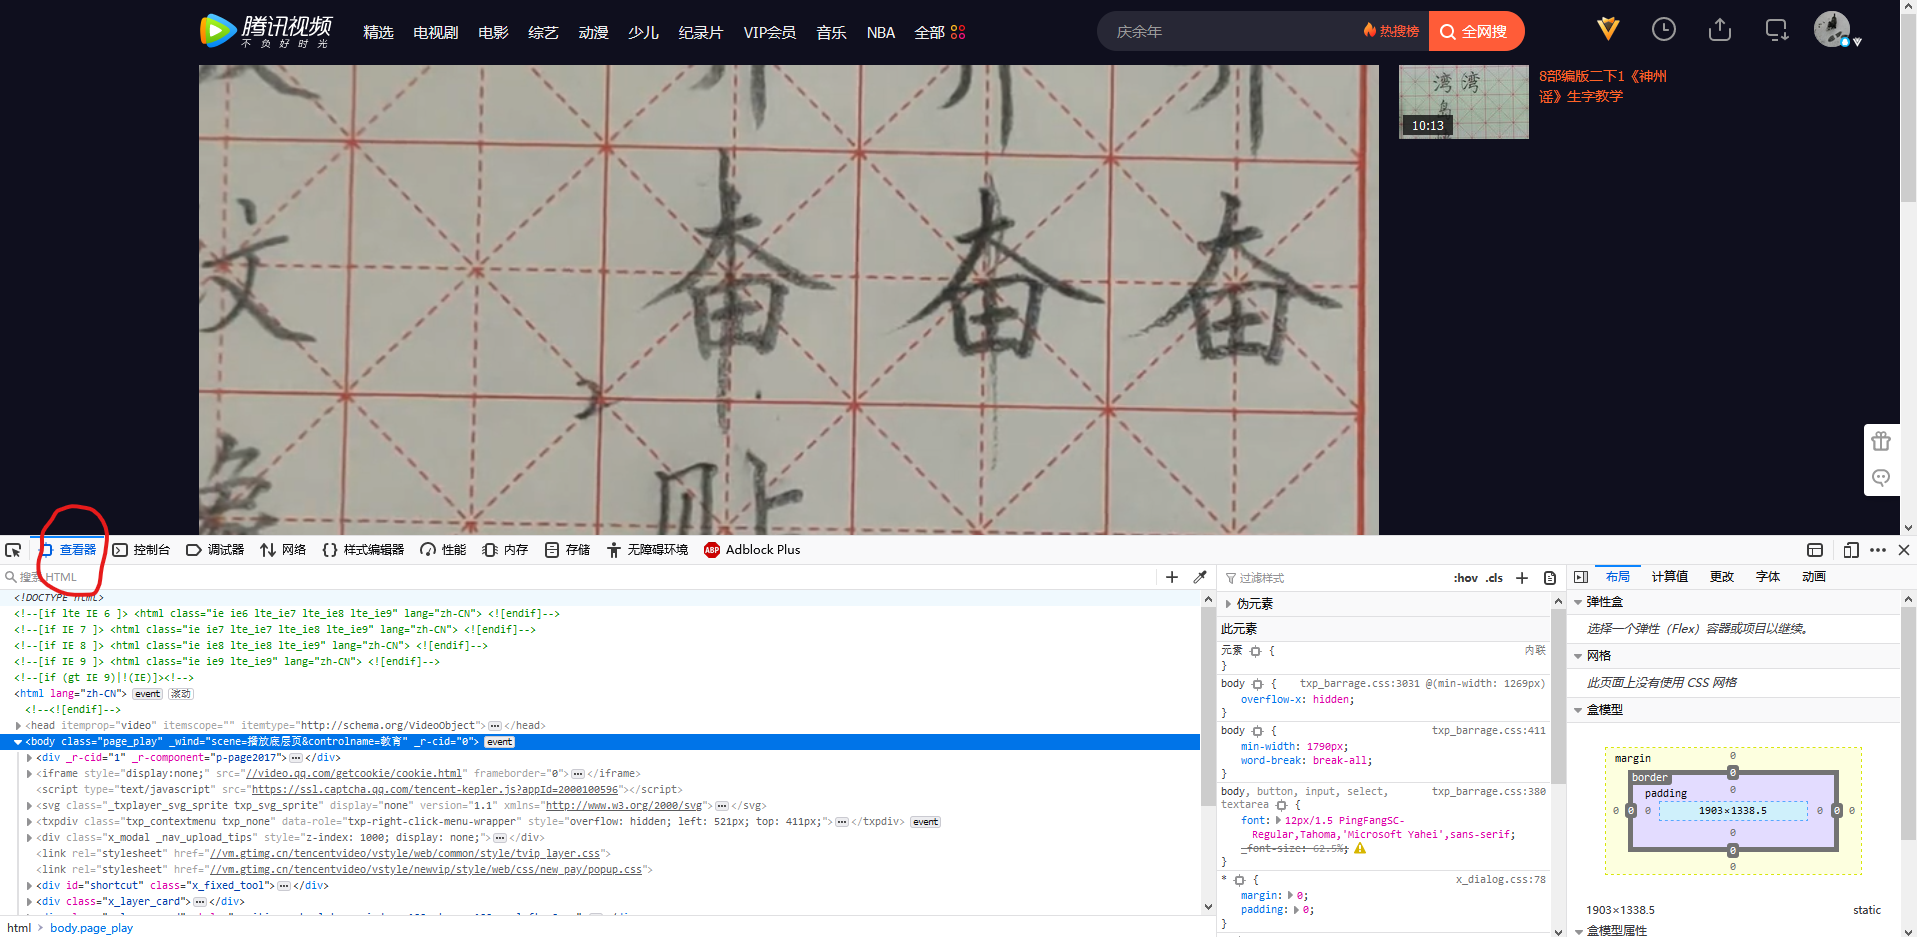 腾讯视频
不负好时光
精选 电视剧 电影 综艺 动漫 少儿 纪录片 VIP会员 音乐 NBA 全部
庆余年 热搜榜 全网搜
湾 湾
10:13
8部编版二下1《神州
谣》生字教学
文 奋 奋 奋
贴
查看器 控制台 调试器 网络 样式编辑器 性能 内存 存储 无障碍环境 ABP Adblock Plus
搜索 HTML
<!DOCTYPE html>
<!--[if lte IE 6 ]> <html class="ie ie6 lte_ie7 lte_ie8 lte_ie9" lang="zh-CN"> <![endif]-->
<!--[if IE 7 ]> <html class="ie ie7 lte_ie7 lte_ie8 lte_ie9" lang="zh-CN"> <![endif]-->
<!--[if IE 8 ]> <html class="ie ie8 lte_ie8 lte_ie9" lang="zh-CN"> <![endif]-->
<!--[if IE 9 ]> <html class="ie ie9 lte_ie9" lang="zh-CN"> <![endif]-->
<!--[if (gt IE 9)|!(IE)]><!-->
<html lang="zh-CN"> event 滚动
<!--<![endif]-->
<head itemprop="video" itemscope="" itemtype="http://schema.org/VideoObject">…</head>
<body class="page_play" _wind="scene=播放底层页&controlname=教育" _r-cid="0"> event
<div _r-cid="1" _r-component="p-page2017">…</div>
<iframe style="display:none;" src="//video.qq.com/getcookie/cookie.html" frameborder="0">…</iframe>
<script type="text/javascript" src="https://ssl.captcha.qq.com/tencent-kepler.js?appId=2000100596"></script>
<svg class="_txplayer_svg_sprite txp_svg_sprite" display="none" version="1.1" xmlns="http://www.w3.org/2000/svg">…</svg>
<txpdiv class="txp_contextmenu txp_none" data-role="txp-right-click-menu-wrapper" style="overflow: hidden; left: 521px; top: 411px;">…</txpdiv> event
<div class="x_modal _nav_upload_tips" style="z-index: 1000; display: none;">…</div>
<link rel="stylesheet" href="//vm.gtimg.cn/tencentvideo/vstyle/web/common/style/tvip_layer.css">
<link rel="stylesheet" href="//vm.gtimg.cn/tencentvideo/vstyle/newvip/style/web/css/new_pay/popup.css">
<div id="shortcut" class="x_fixed_tool">…</div>
<div class="x_layer_card">…</div>
html > body.page_play
过滤样式 :hov .cls
伪元素
此元素
元素 { 内联
}
body { txp_barrage.css:3031 @(min-width: 1269px)
overflow-x: hidden;
}
body { txp_barrage.css:411
min-width: 1790px;
word-break: break-all;
}
body, button, input, select, txp_barrage.css:380
textarea {
font: 12px/1.5 PingFangSC-
Regular,Tahoma,'Microsoft Yahei',sans-serif;
_font-size: 62.5%;
}
* { x_dialog.css:78
margin: 0;
padding: 0;
}
布局 计算值 更改 字体 动画
弹性盒
选择一个弹性（Flex）容器或项目以继续。
网格
此页面上没有使用 CSS 网格
盒模型
margin 0
border 0
padding 0
0 0 0 1903×1338.5 0 0 0
0
0
0
1903×1338.5 static
盒模型属性